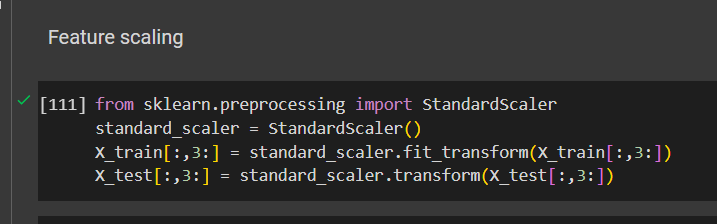 Feature scaling
[111] from sklearn.preprocessing import StandardScaler
standard_scaler = StandardScaler()
X_train[:,3:] = standard_scaler.fit_transform(X_train[:,3:])
X_test[:,3:] = standard_scaler.transform(X_test[:,3:])